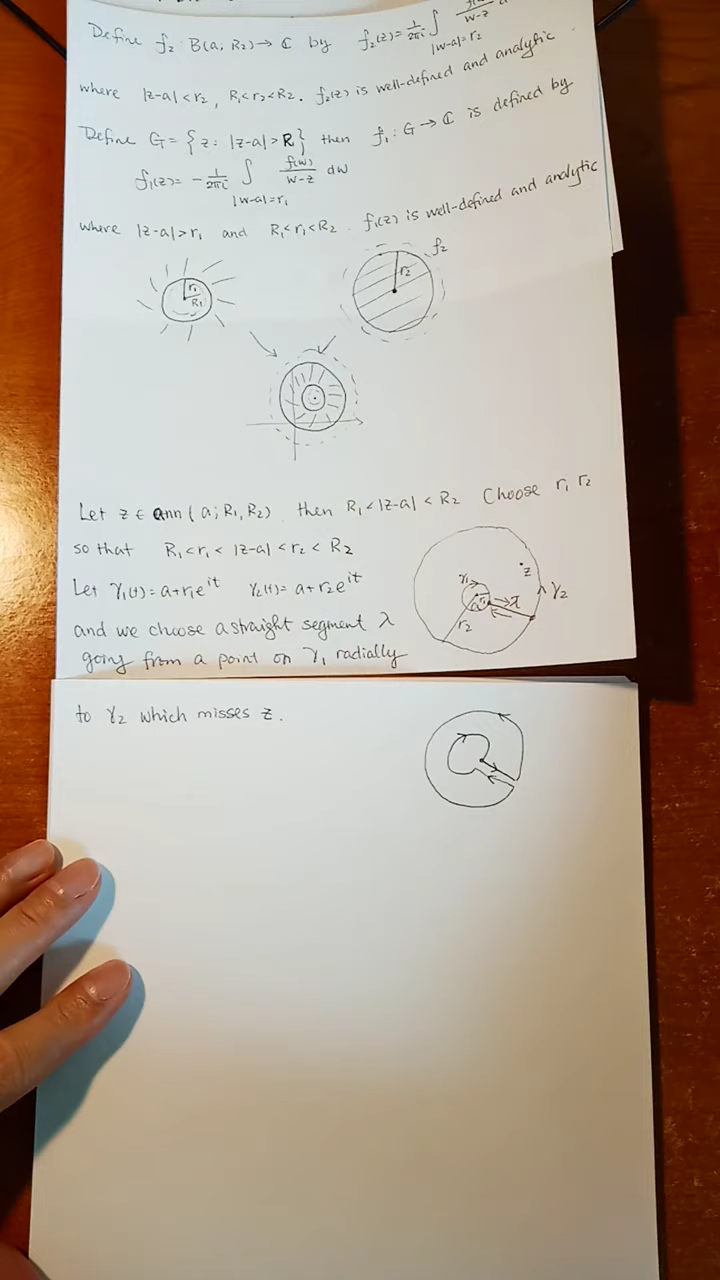 Define f₂ : B(a, R₂) → ℂ by f₂(z) = 1/2πi ∫ |w-a|=r₂ w-z
where |z-a| < r₂, R₁<r₂<R₂. f₂(z) is well-defined and analytic.
Define G = { z : |z-a| > R₁} then f₁ : G → ℂ is defined by
f₁(z) = - 1/2πi ∫ |w-a|=r₁ f(w)/w-z dw
where |z-a| > r₁ and R₁<r₁<R₂. f₁(z) is well-defined and analytic
r₁
R₁
r₂
f₂
Let z ∈ ann (a; R₁, R₂) then R₁ < |z-a| < R₂ Choose r₁ r₂
so that R₁ < r₁ < |z-a| < r₂ < R₂
Let γ₁(t) = a+r₁e^it γ₂(t) = a+r₂e^it
and we choose a straight segment λ
going from a point on γ₁ radially
z
γ₁
a
r₁
λ
γ₂
r₂
to γ₂ which misses z.